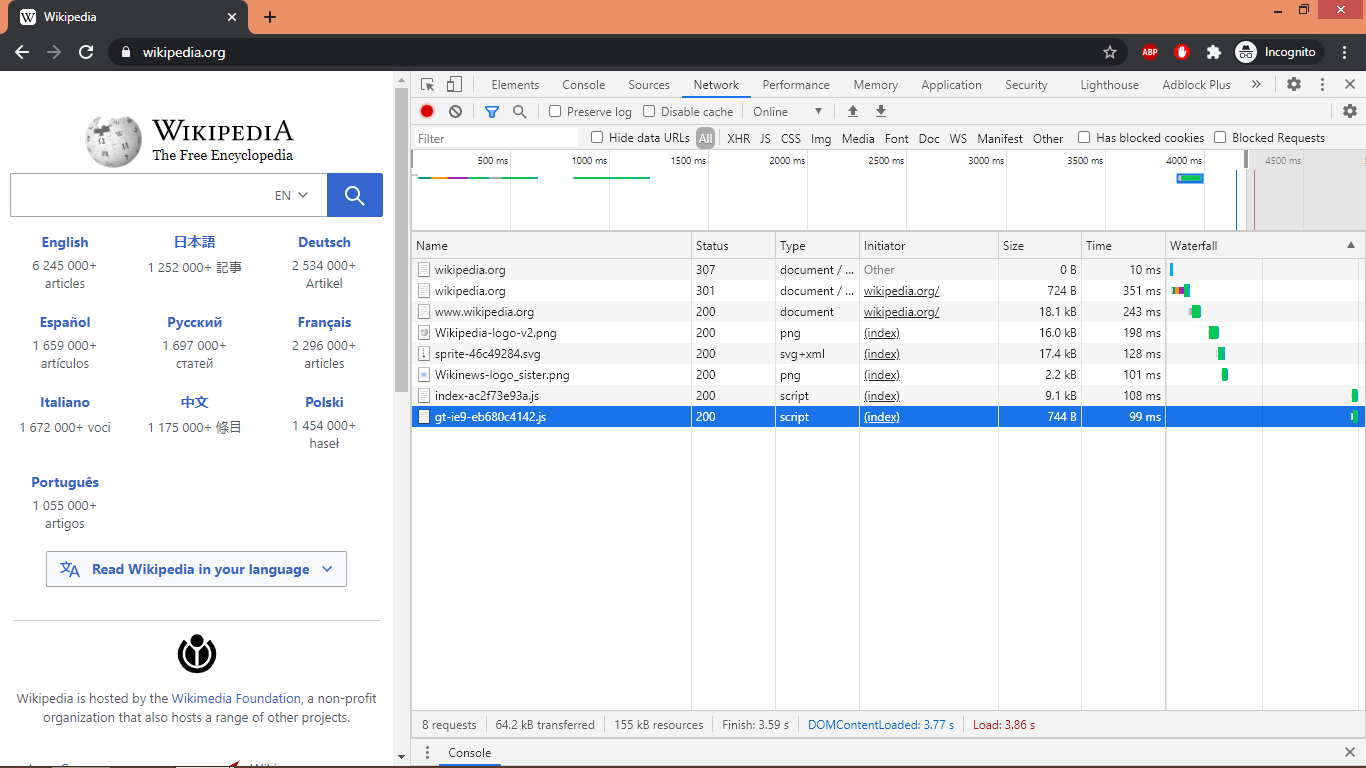 Wikipedia
wikipedia.org
ABP
Incognito
WIKIPEDIA
The Free Encyclopedia
EN
English
6 245 000+
articles
日本語
1 252 000+ 記事
Deutsch
2 534 000+
Artikel
Español
1 659 000+
artículos
Русский
1 697 000+
статей
Français
2 296 000+
articles
Italiano
1 672 000+ voci
中文
1 175 000+ 條目
Polski
1 454 000+
haseł
Português
1 055 000+
artigos
Read Wikipedia in your language
Wikipedia is hosted by the Wikimedia Foundation, a non-profit
organization that also hosts a range of other projects.
Elements Console Sources Network Performance Memory Application Security Lighthouse Adblock Plus
Preserve log Disable cache Online
Filter Hide data URLs All XHR JS CSS Img Media Font Doc WS Manifest Other Has blocked cookies Blocked Requests
500 ms 1000 ms 1500 ms 2000 ms 2500 ms 3000 ms 3500 ms 4000 ms 4500 ms
Name Status Type Initiator Size Time Waterfall
wikipedia.org 307 document / ... Other 0 B 10 ms
wikipedia.org 301 document / ... wikipedia.org/ 724 B 351 ms
www.wikipedia.org 200 document wikipedia.org/ 18.1 kB 243 ms
Wikipedia-logo-v2.png 200 png (index) 16.0 kB 198 ms
sprite-46c49284.svg 200 svg+xml (index) 17.4 kB 128 ms
Wikinews-logo_sister.png 200 png (index) 2.2 kB 101 ms
index-ac2f73e93a.js 200 script (index) 9.1 kB 108 ms
gt-ie9-eb680c4142.js 200 script (index) 744 B 99 ms
8 requests 64.2 kB transferred 155 kB resources Finish: 3.59 s DOMContentLoaded: 3.77 s Load: 3.86 s
Console